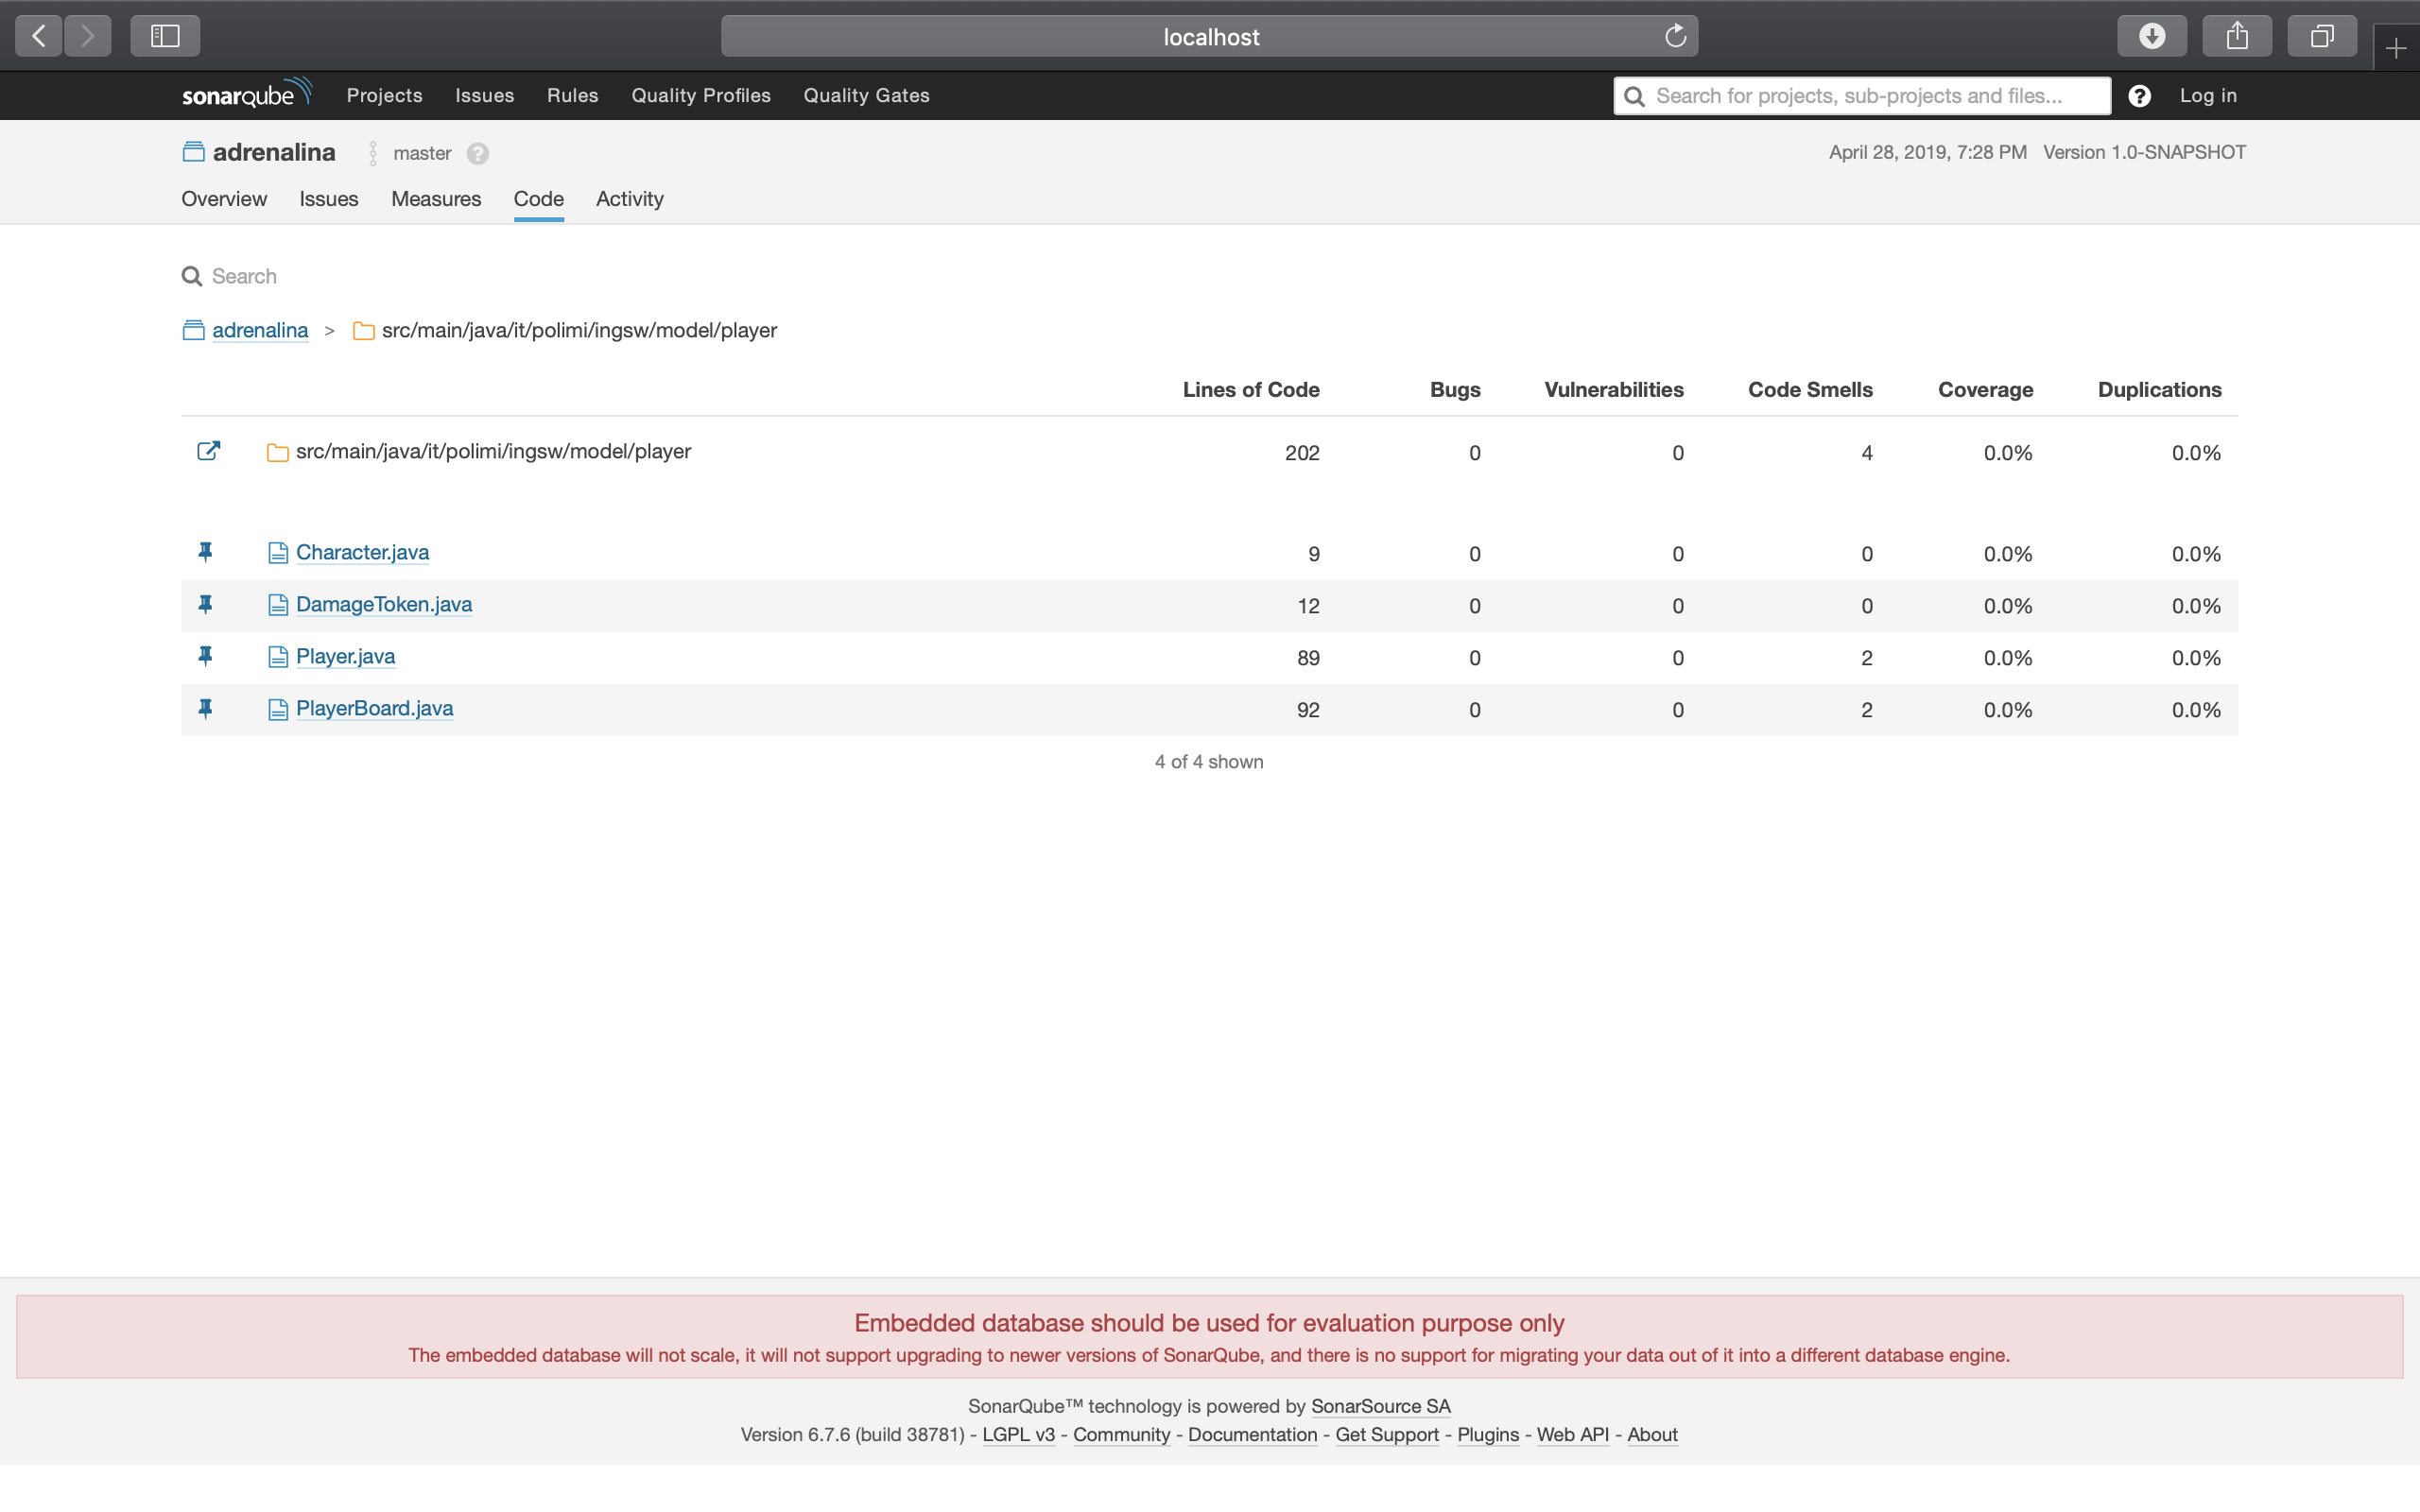 localhost
sonarqube Projects Issues Rules Quality Profiles Quality Gates Search for projects, sub-projects and files... ? Log in
adrenalina master ? April 28, 2019, 7:28 PM Version 1.0-SNAPSHOT
Overview Issues Measures Code Activity
Search
adrenalina > src/main/java/it/polimi/ingsw/model/player
Lines of Code Bugs Vulnerabilities Code Smells Coverage Duplications
src/main/java/it/polimi/ingsw/model/player 202 0 0 4 0.0% 0.0%
Character.java 9 0 0 0 0.0% 0.0%
DamageToken.java 12 0 0 0 0.0% 0.0%
Player.java 89 0 0 2 0.0% 0.0%
PlayerBoard.java 92 0 0 2 0.0% 0.0%
4 of 4 shown
Embedded database should be used for evaluation purpose only
The embedded database will not scale, it will not support upgrading to newer versions of SonarQube, and there is no support for migrating your data out of it into a different database engine.
SonarQube™ technology is powered by SonarSource SA
Version 6.7.6 (build 38781) - LGPL v3 - Community - Documentation - Get Support - Plugins - Web API - About